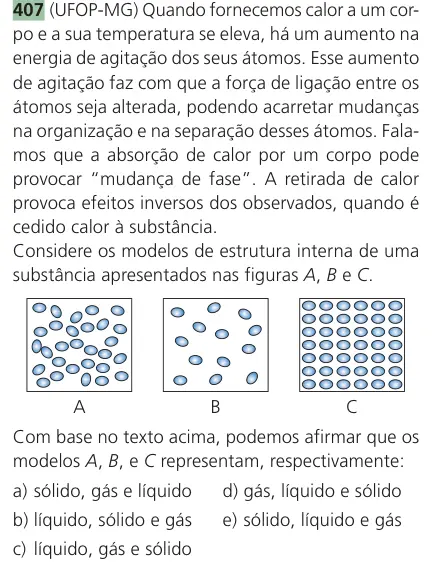 407 (UFOP-MG) Quando fornecemos calor a um cor-
po e a sua temperatura se eleva, há um aumento na
energia de agitação dos seus átomos. Esse aumento
de agitação faz com que a força de ligação entre os
átomos seja alterada, podendo acarretar mudanças
na organização e na separação desses átomos. Fala-
mos que a absorção de calor por um corpo pode
provocar “mudança de fase”. A retirada de calor
provoca efeitos inversos dos observados, quando é
cedido calor à substância.
Considere os modelos de estrutura interna de uma
substância apresentados nas figuras A, B e C.
A B C
Com base no texto acima, podemos afirmar que os
modelos A, B, e C representam, respectivamente:
a) sólido, gás e líquido d) gás, líquido e sólido
b) líquido, sólido e gás e) sólido, líquido e gás
c) líquido, gás e sólido